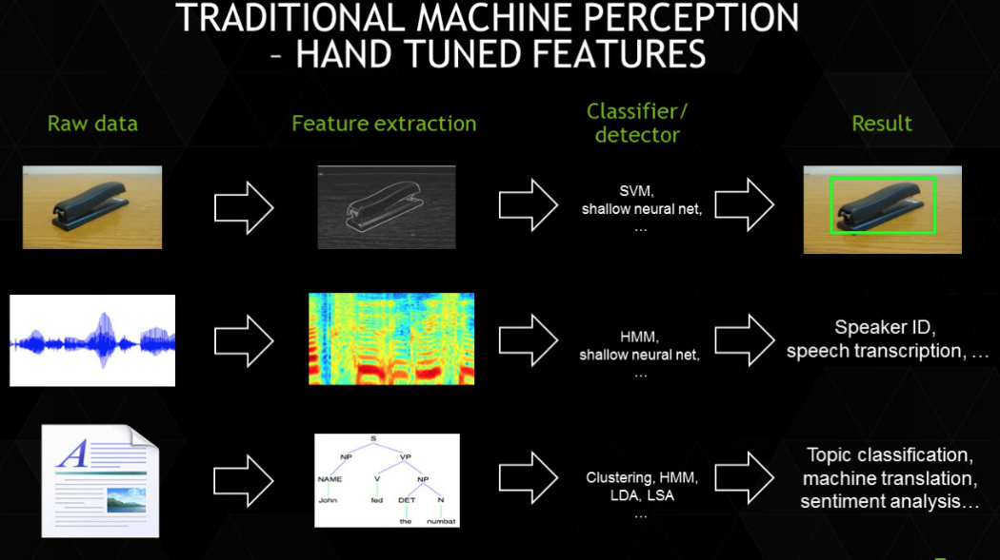 TRADITIONAL MACHINE PERCEPTION
– HAND TUNED FEATURES
Raw data
Feature extraction
Classifier/
detector
Result
SVM,
shallow neural net,
...
HMM,
shallow neural net,
...
Speaker ID,
speech transcription, ...
A
S
NP VP
NAME V NP
John fed DET N
the numbat
Clustering, HMM,
LDA, LSA
...
Topic classification,
machine translation,
sentiment analysis...